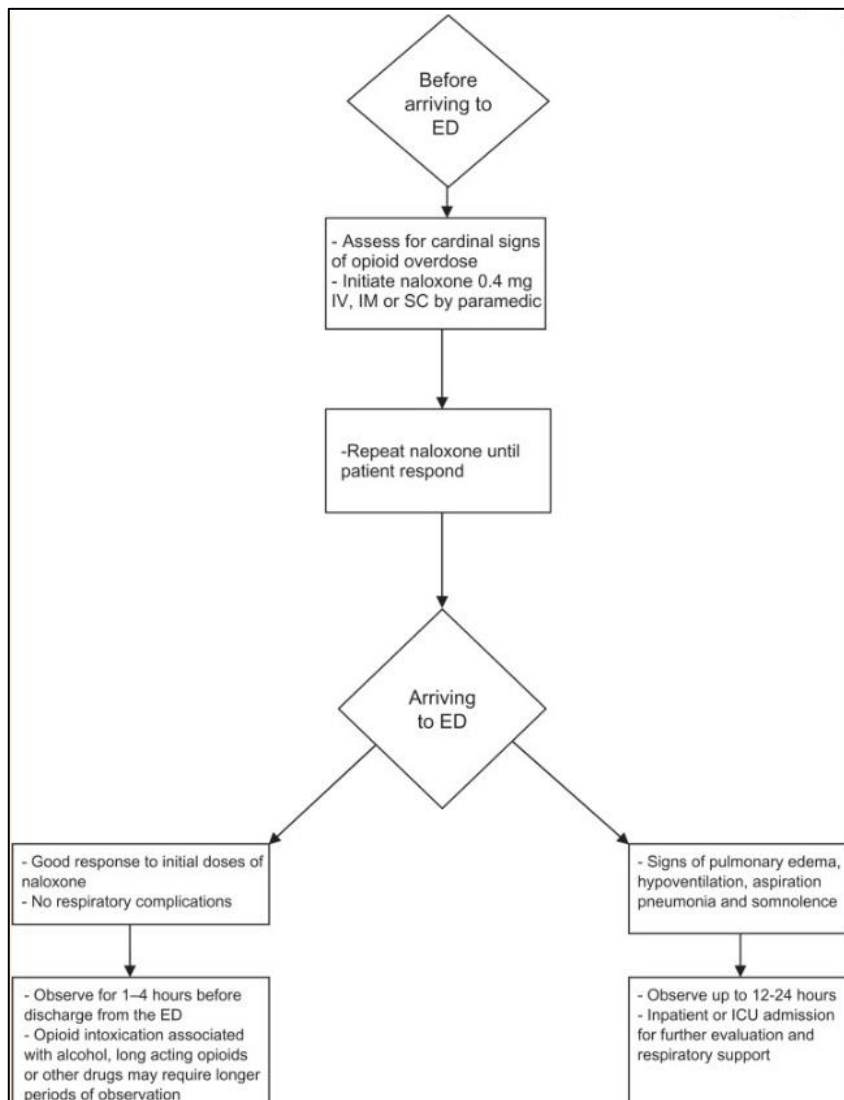 Before
arriving to
ED
- Assess for cardinal signs
of opioid overdose
- Initiate naloxone 0.4 mg
IV, IM or SC by paramedic
-Repeat naloxone until
patient respond
Arriving
to ED
- Good response to initial doses of
naloxone
- No respiratory complications
- Signs of pulmonary edema,
hypoventilation, aspiration
pneumonia and somnolence
- Observe for 1–4 hours before
discharge from the ED
- Opioid intoxication associated
with alcohol, long acting opioids
or other drugs may require longer
periods of observation
- Observe up to 12-24 hours
- Inpatient or ICU admission
for further evaluation and
respiratory support